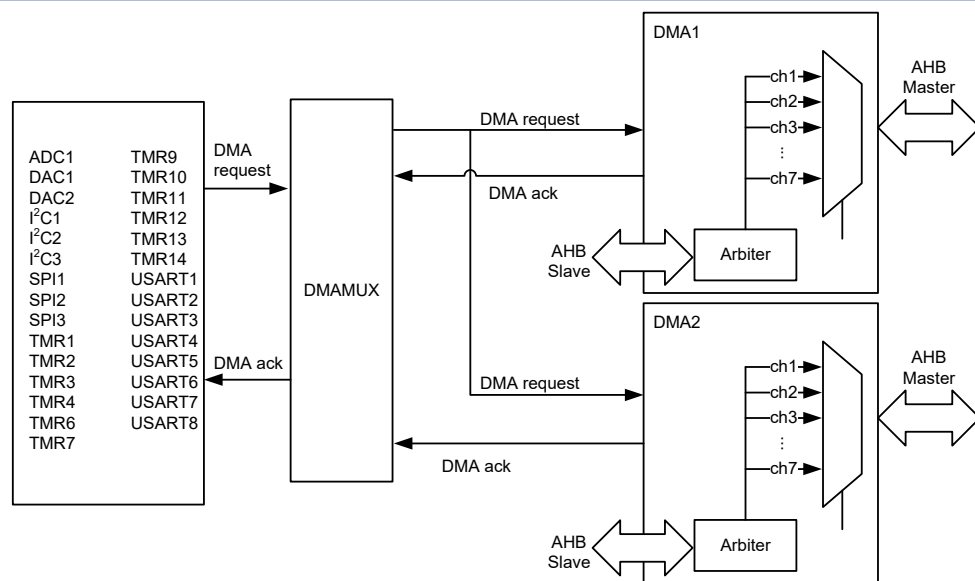 DMA1
ch1
ch2
ch3
...
ch7
AHB
Master
Arbiter
AHB
Slave
ADC1
DAC1
DAC2
I²C1
I²C2
I²C3
SPI1
SPI2
SPI3
TMR1
TMR2
TMR3
TMR4
TMR6
TMR7
TMR9
TMR10
TMR11
TMR12
TMR13
TMR14
USART1
USART2
USART3
USART4
USART5
USART6
USART7
USART8
DMA
request
DMA ack
DMAMUX
DMA request
DMA ack
DMA request
DMA ack
DMA2
ch1
ch2
ch3
...
ch7
AHB
Master
Arbiter
AHB
Slave